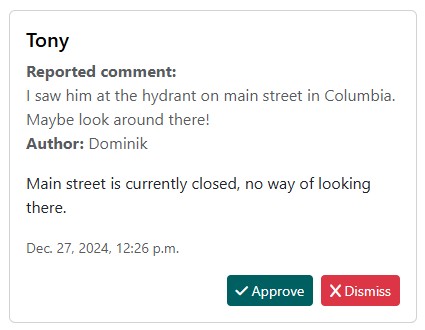 Tony
Reported comment:
I saw him at the hydrant on main street in Columbia.
Maybe look around there!
Author: Dominik
Main street is currently closed, no way of looking
there.
Dec. 27, 2024, 12:26 p.m.
Approve
Dismiss